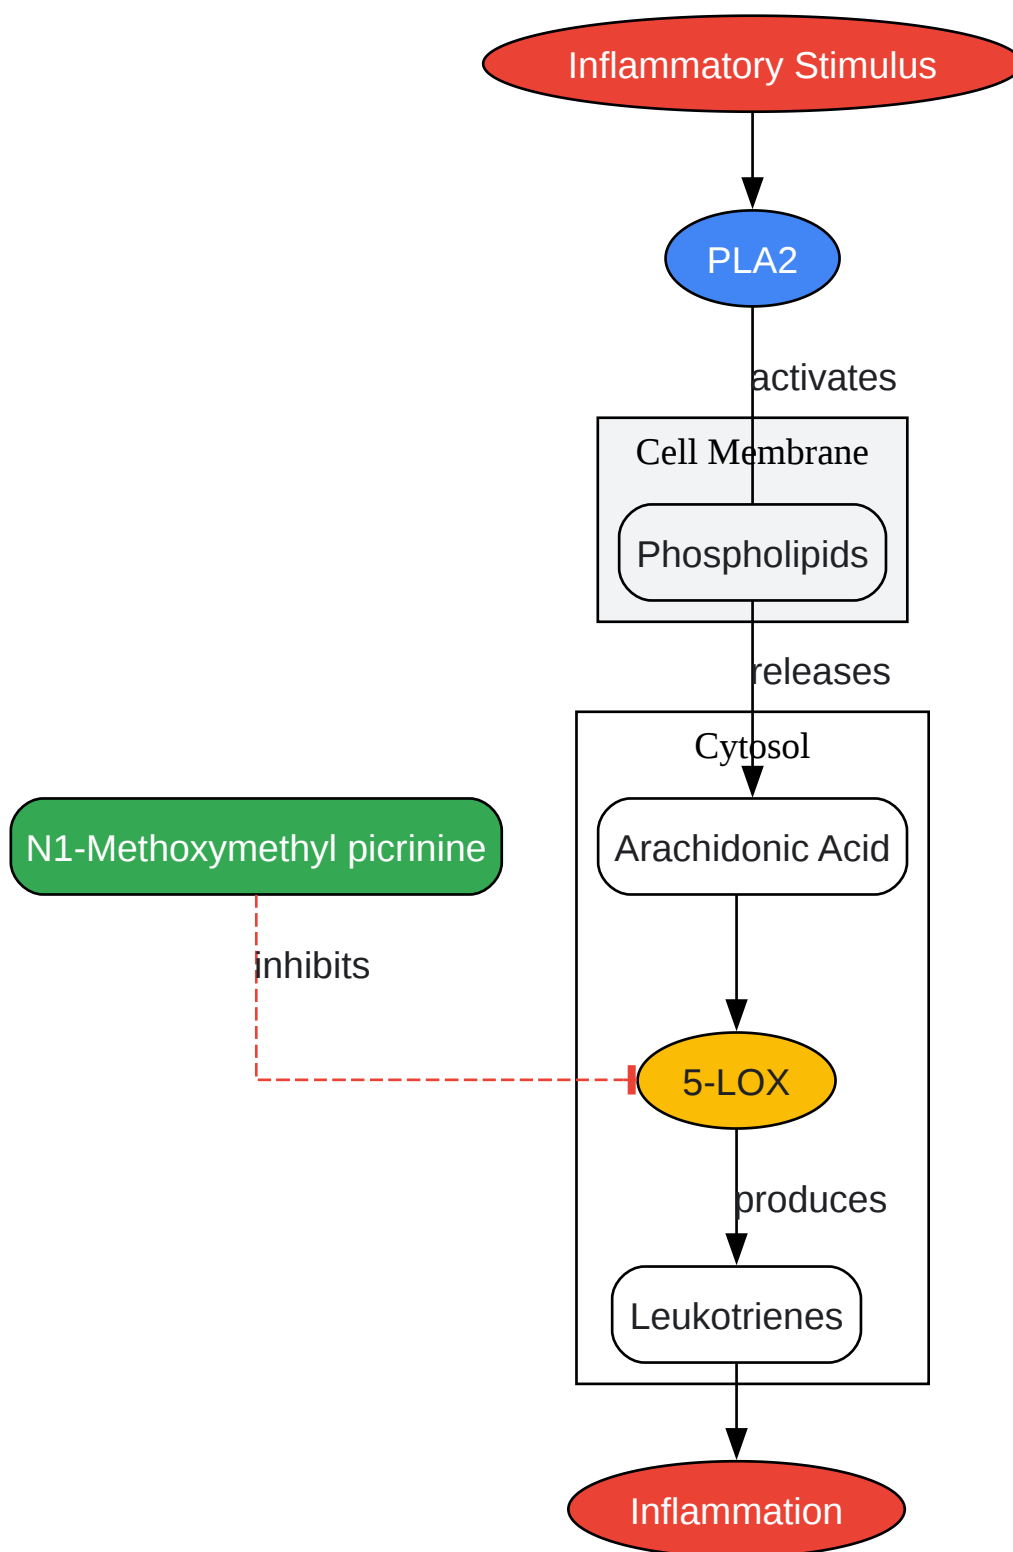 Inflammatory Stimulus
PLA2
activates
Cell Membrane
Phospholipids
releases
Cytosol
N1-Methoxymethyl picrinine
Arachidonic Acid
inhibits
5-LOX
produces
Leukotrienes
Inflammation